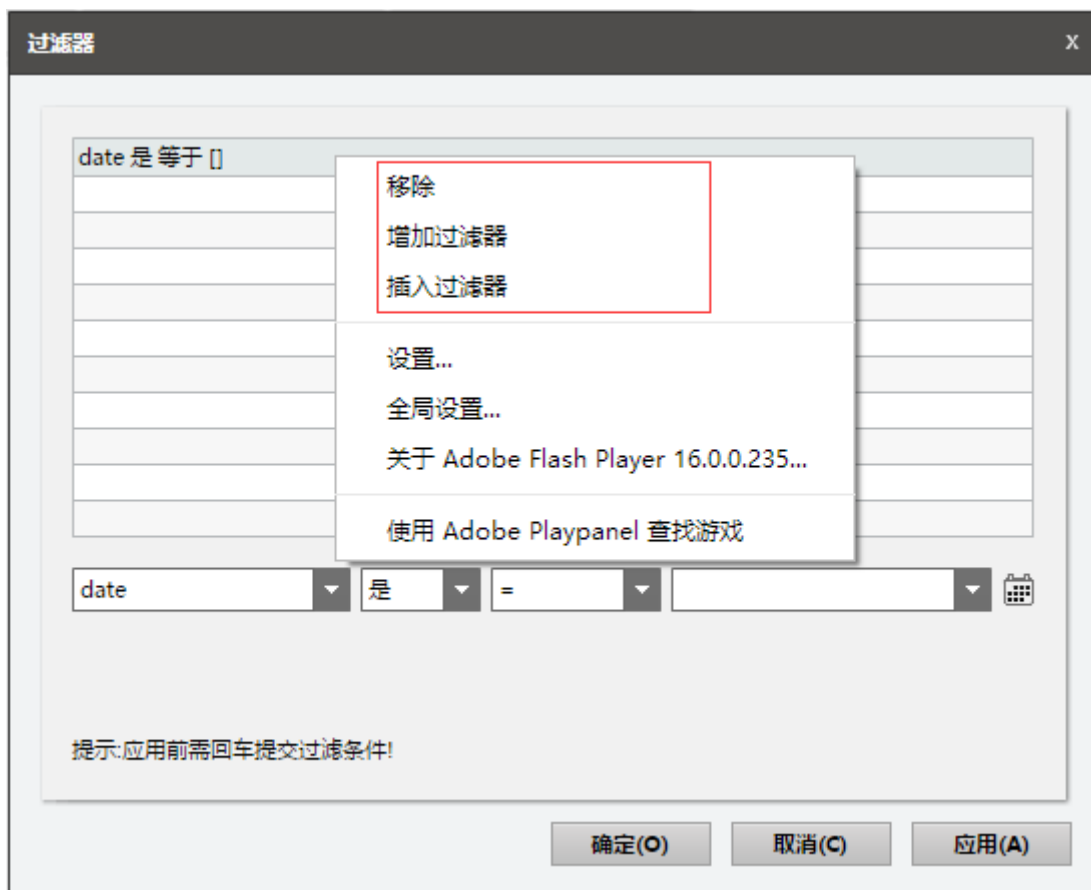 过滤器
x
date 是 等于 []
移除
增加过滤器
插入过滤器
设置...
全局设置...
关于 Adobe Flash Player 16.0.0.235...
使用 Adobe Playpanel 查找游戏
date 是 =
提示:应用前需回车提交过滤条件!
确定(O) 取消(C) 应用(A)